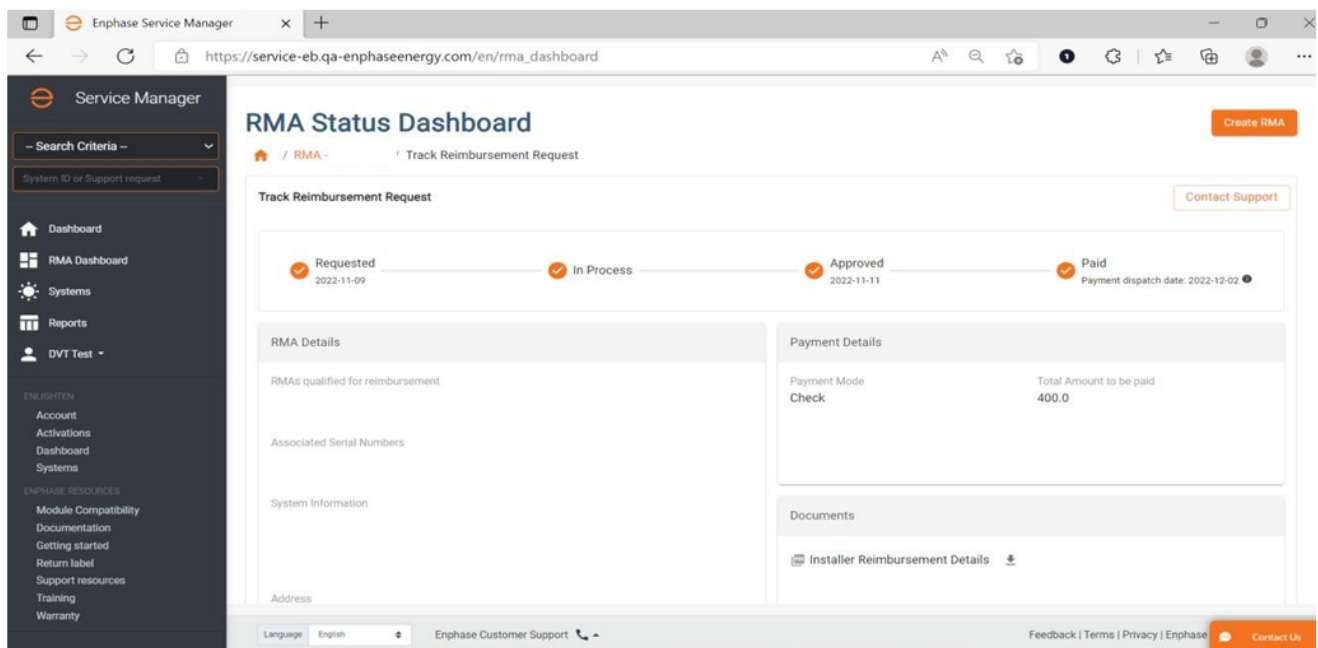 Enphase Service Manager
https://service-eb.qa-enphaseenergy.com/en/rma_dashboard
Service Manager
– Search Criteria –
System ID or Support request
Dashboard
RMA Dashboard
Systems
Reports
DVT Test
ENLIGHTEN
Account
Activations
Dashboard
Systems
ENPHASE RESOURCES
Module Compatibility
Documentation
Getting started
Return label
Support resources
Training
Warranty
RMA Status Dashboard
Create RMA
/ RMA - / Track Reimbursement Request
Track Reimbursement Request
Contact Support
Requested
2022-11-09
In Process
Approved
2022-11-11
Paid
Payment dispatch date: 2022-12-02
RMA Details
RMAs qualified for reimbursement
Associated Serial Numbers
System Information
Address
Payment Details
Payment Mode
Check
Total Amount to be paid
400.0
Documents
Installer Reimbursement Details
Language English
Enphase Customer Support
Feedback | Terms | Privacy | Enphase
Contact Us